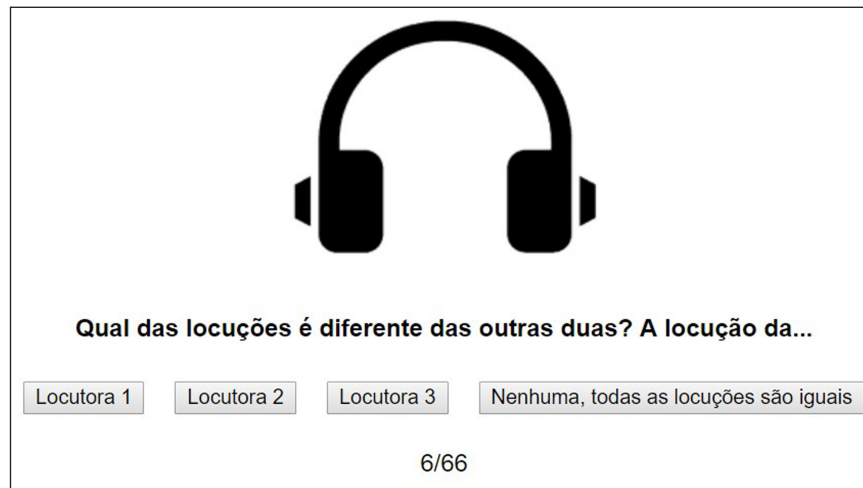 Qual das locuções é diferente das outras duas? A locução da...
Locutora 1 Locutora 2 Locutora 3 Nenhuma, todas as locuções são iguais
6/66